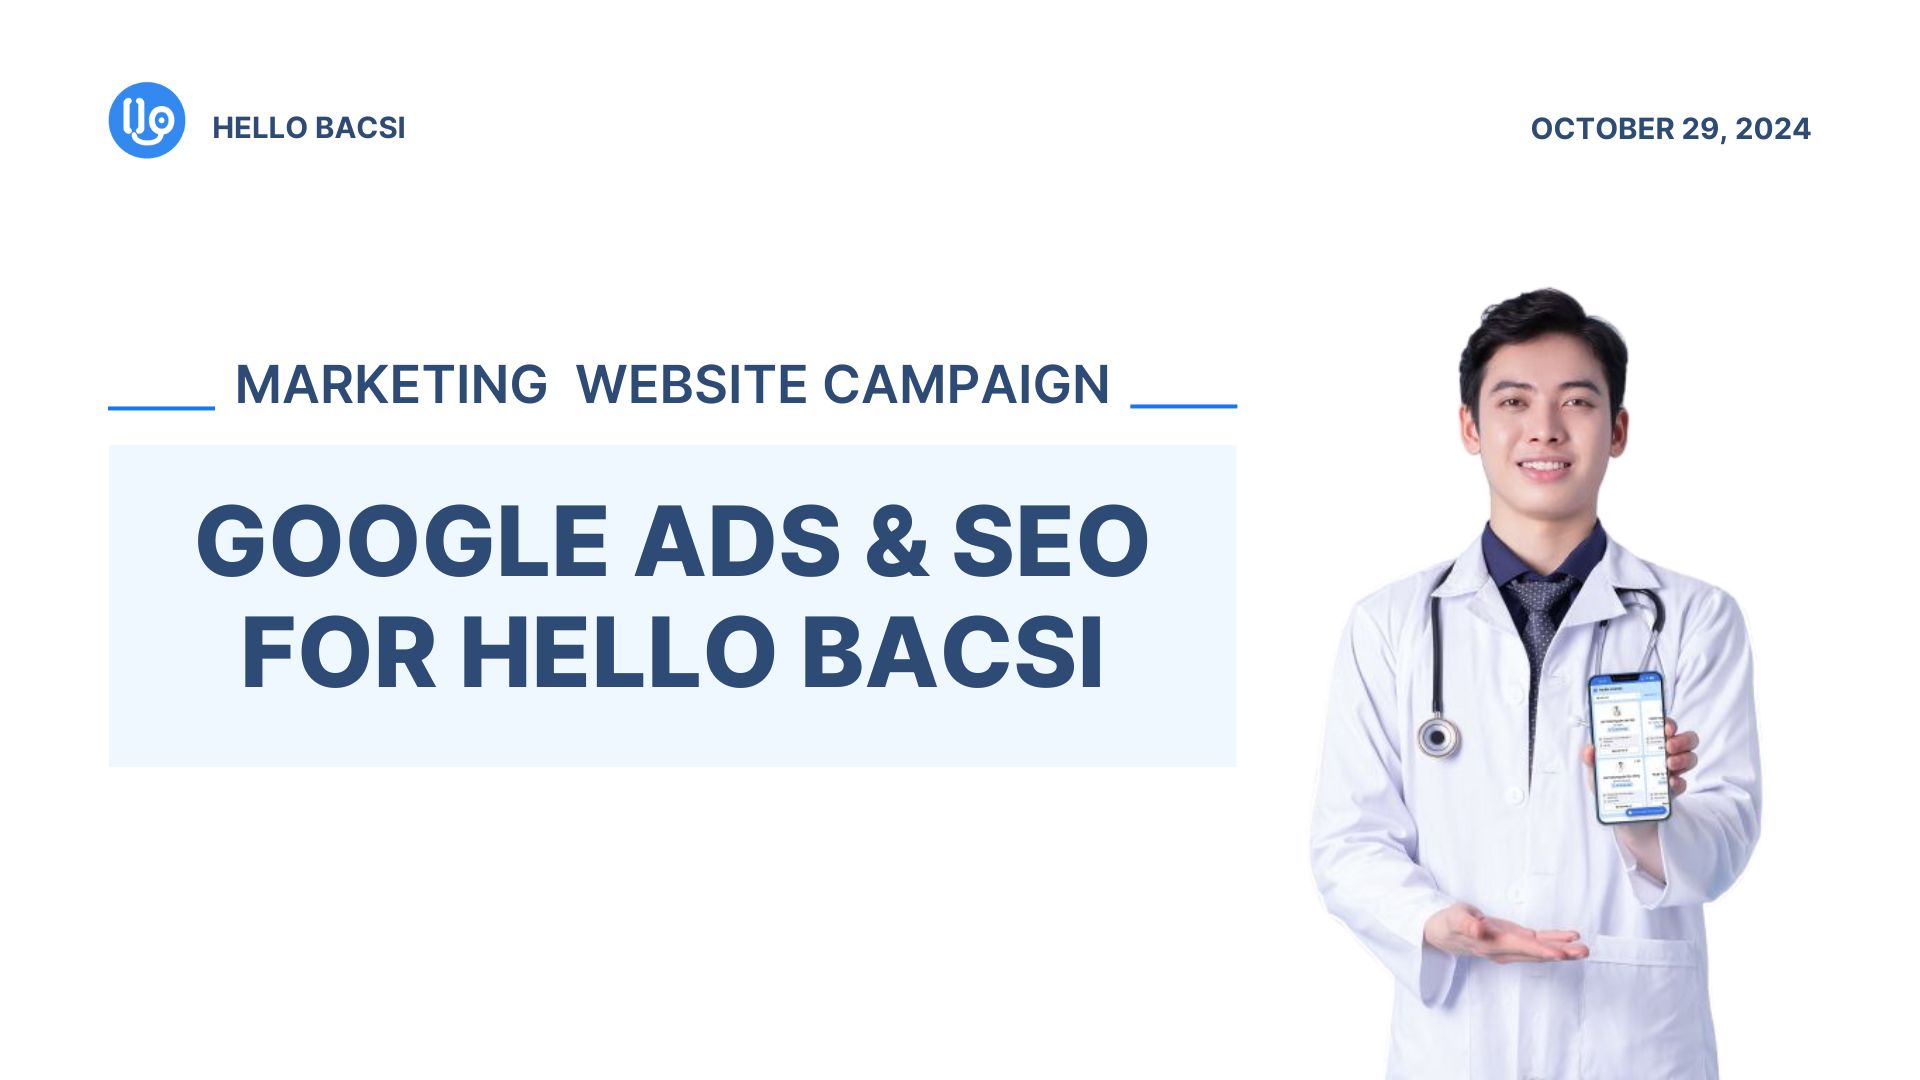 HELLO BACSI
OCTOBER 29, 2024
MARKETING WEBSITE CAMPAIGN
GOOGLE ADS & SEO
FOR HELLO BACSI